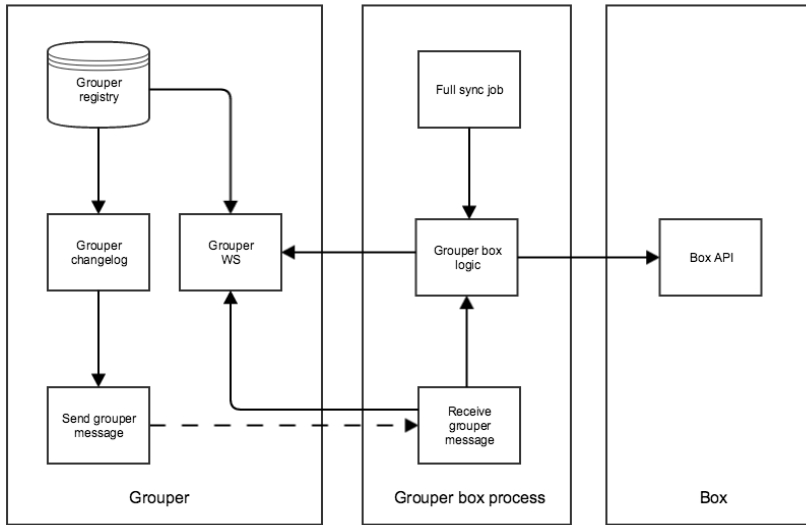 Grouper
registry
Full sync job
Grouper
changelog
Grouper
WS
Grouper box
logic
Box API
Send grouper
message
Receive
grouper
message
Grouper
Grouper box process
Box